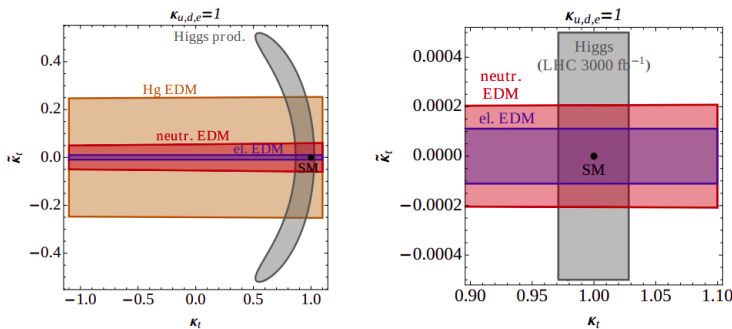 κu,d,e=1
Higgs prod.
Hg EDM
neutr. EDM
el. EDM
SM
0.4
0.2
0.0
−0.2
−0.4
κ̃t
−1.0
−0.5
0.0
0.5
1.0
κt
κu,d,e=1
Higgs
(LHC 3000 fb⁻¹)
neutr.
EDM
el. EDM
SM
0.0004
0.0002
0.0000
−0.0002
−0.0004
κ̃t
0.90
0.95
1.00
1.05
1.10
κt